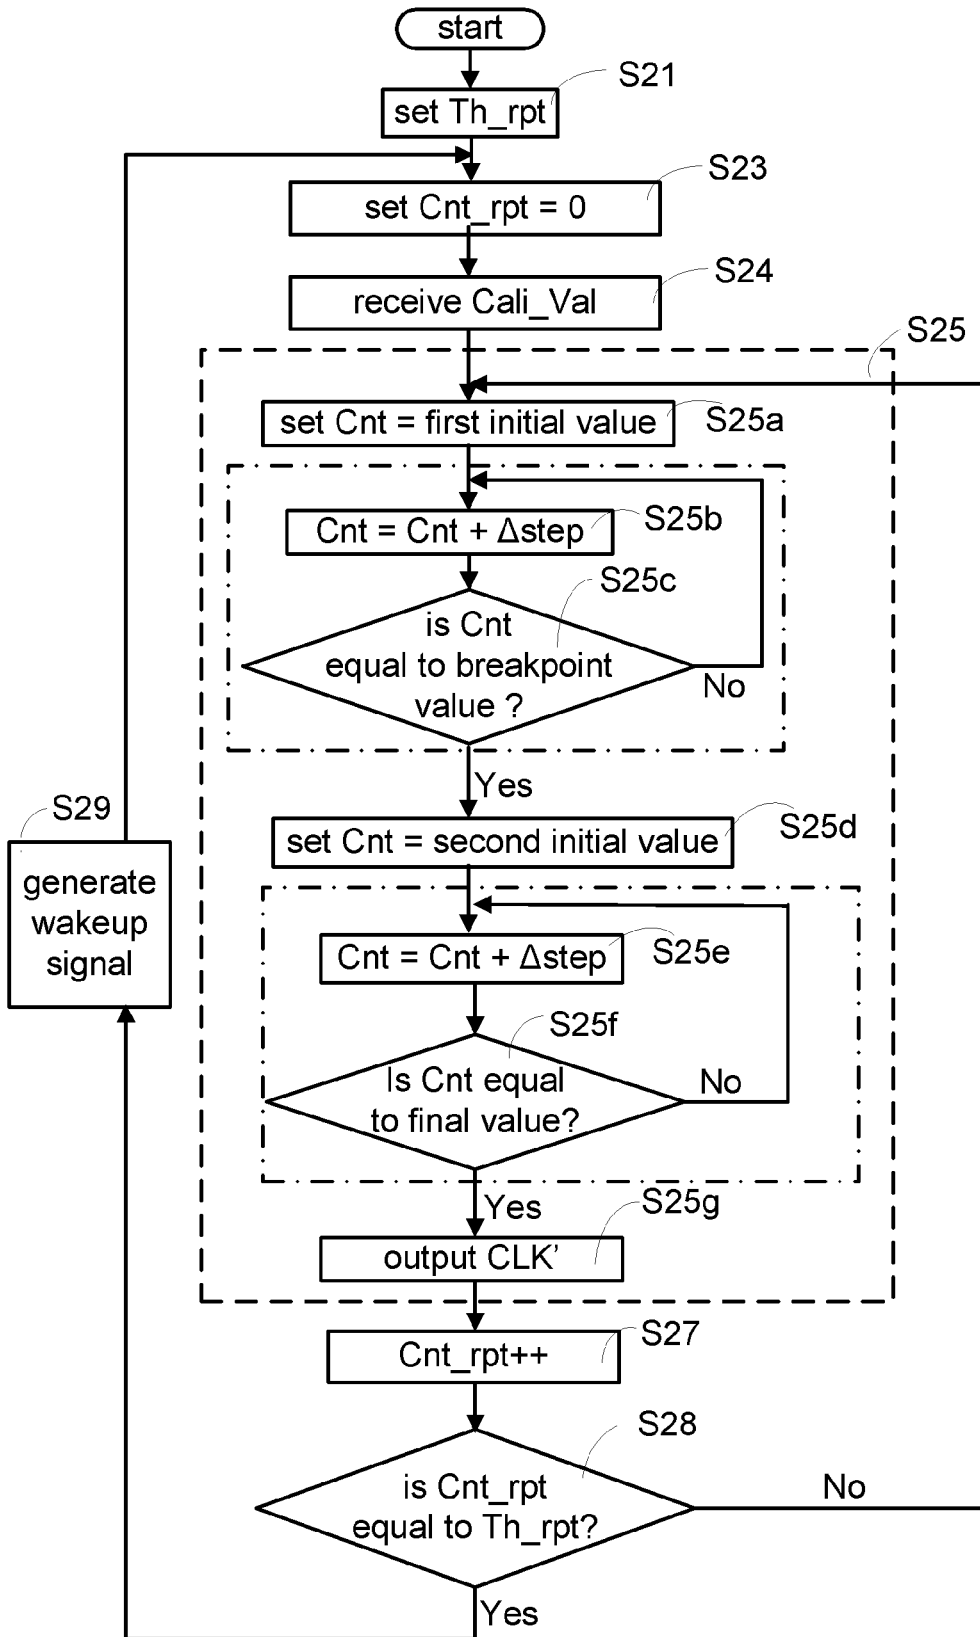 start
S21
set Th_rpt
S23
set Cnt_rpt = 0
S24
receive Cali_Val
S25
set Cnt = first initial value
S25a
Cnt = Cnt + Δstep
S25b
S25c
is Cnt
equal to breakpoint
value ?
No
Yes
S29
generate
wakeup
signal
set Cnt = second initial value
S25d
Cnt = Cnt + Δstep
S25e
S25f
Is Cnt equal
to final value?
No
Yes
S25g
output CLK’
S27
Cnt_rpt++
S28
is Cnt_rpt
equal to Th_rpt?
No
Yes